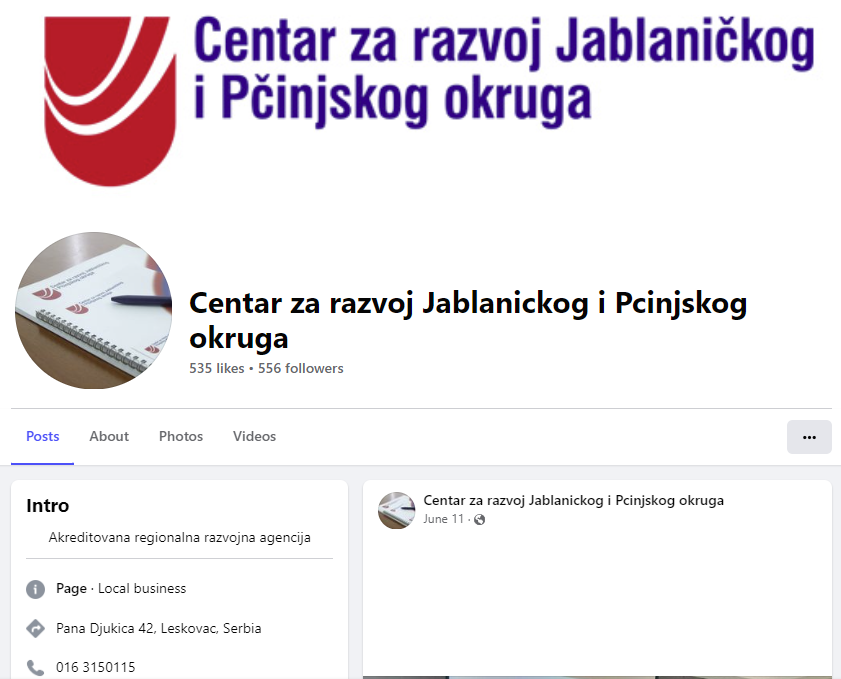 Centar za razvoj Jablaničkog
i Pčinjskog okruga
Centar za razvoj Jablanickog i Pcinjskog
okruga
535 likes • 556 followers
Posts About Photos Videos
Intro
Akreditovana regionalna razvojna agencija
Page · Local business
Pana Djukica 42, Leskovac, Serbia
016 3150115
Centar za razvoj Jablanickog i Pcinjskog okruga
June 11 ·